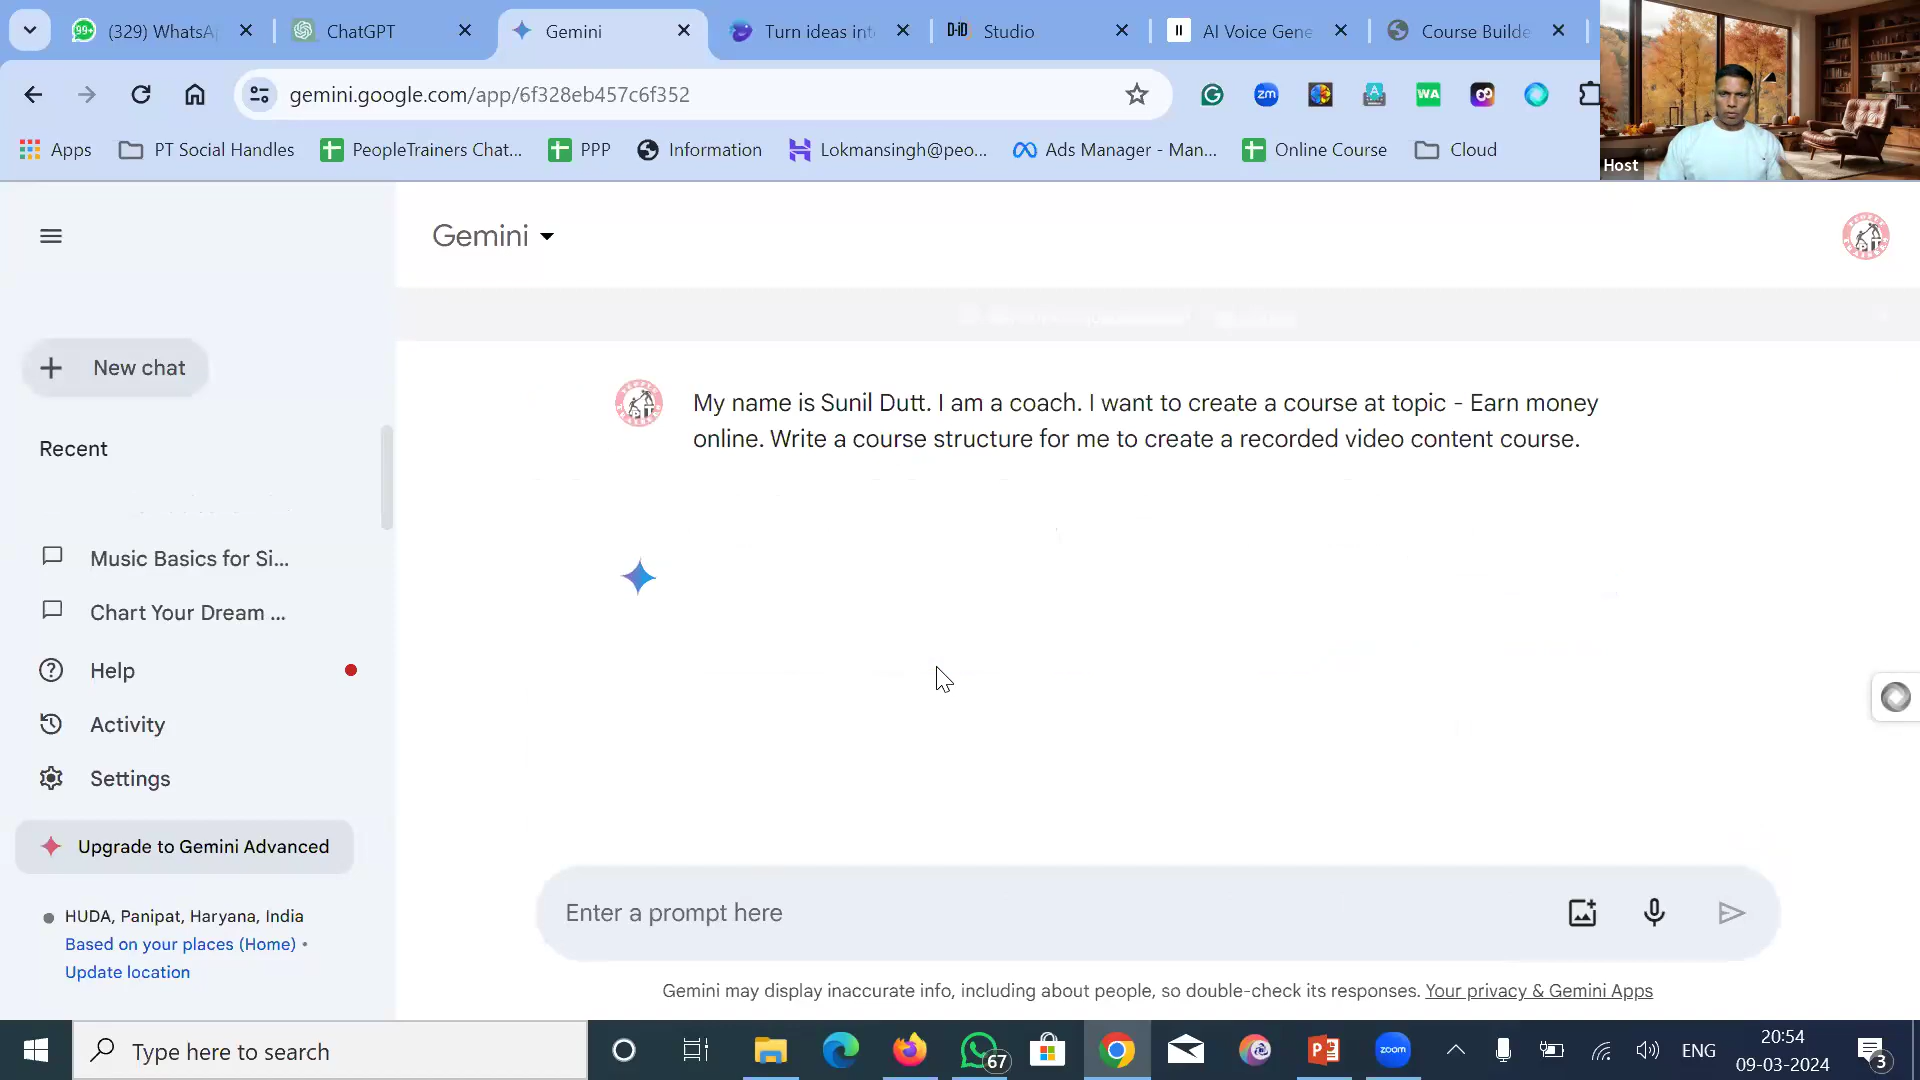 (329) WhatsA
ChatGPT
Gemini
Turn ideas int
D-iD Studio
AI Voice Gene
Course Builde
gemini.google.com/app/6f328eb457c6f352
zm
WA
Apps
PT Social Handles
PeopleTrainers Chat...
PPP
Information
Lokmansingh@peo...
Ads Manager - Man...
Online Course
Cloud
Host
Gemini
New chat
Recent
Music Basics for Si...
Chart Your Dream ...
Help
Activity
Settings
Upgrade to Gemini Advanced
HUDA, Panipat, Haryana, India
Based on your places (Home) •
Update location
My name is Sunil Dutt. I am a coach. I want to create a course at topic - Earn money
online. Write a course structure for me to create a recorded video content course.
Enter a prompt here
Gemini may display inaccurate info, including about people, so double-check its responses. Your privacy & Gemini Apps
Type here to search
67
zoom
ENG
20:54
09-03-2024
3